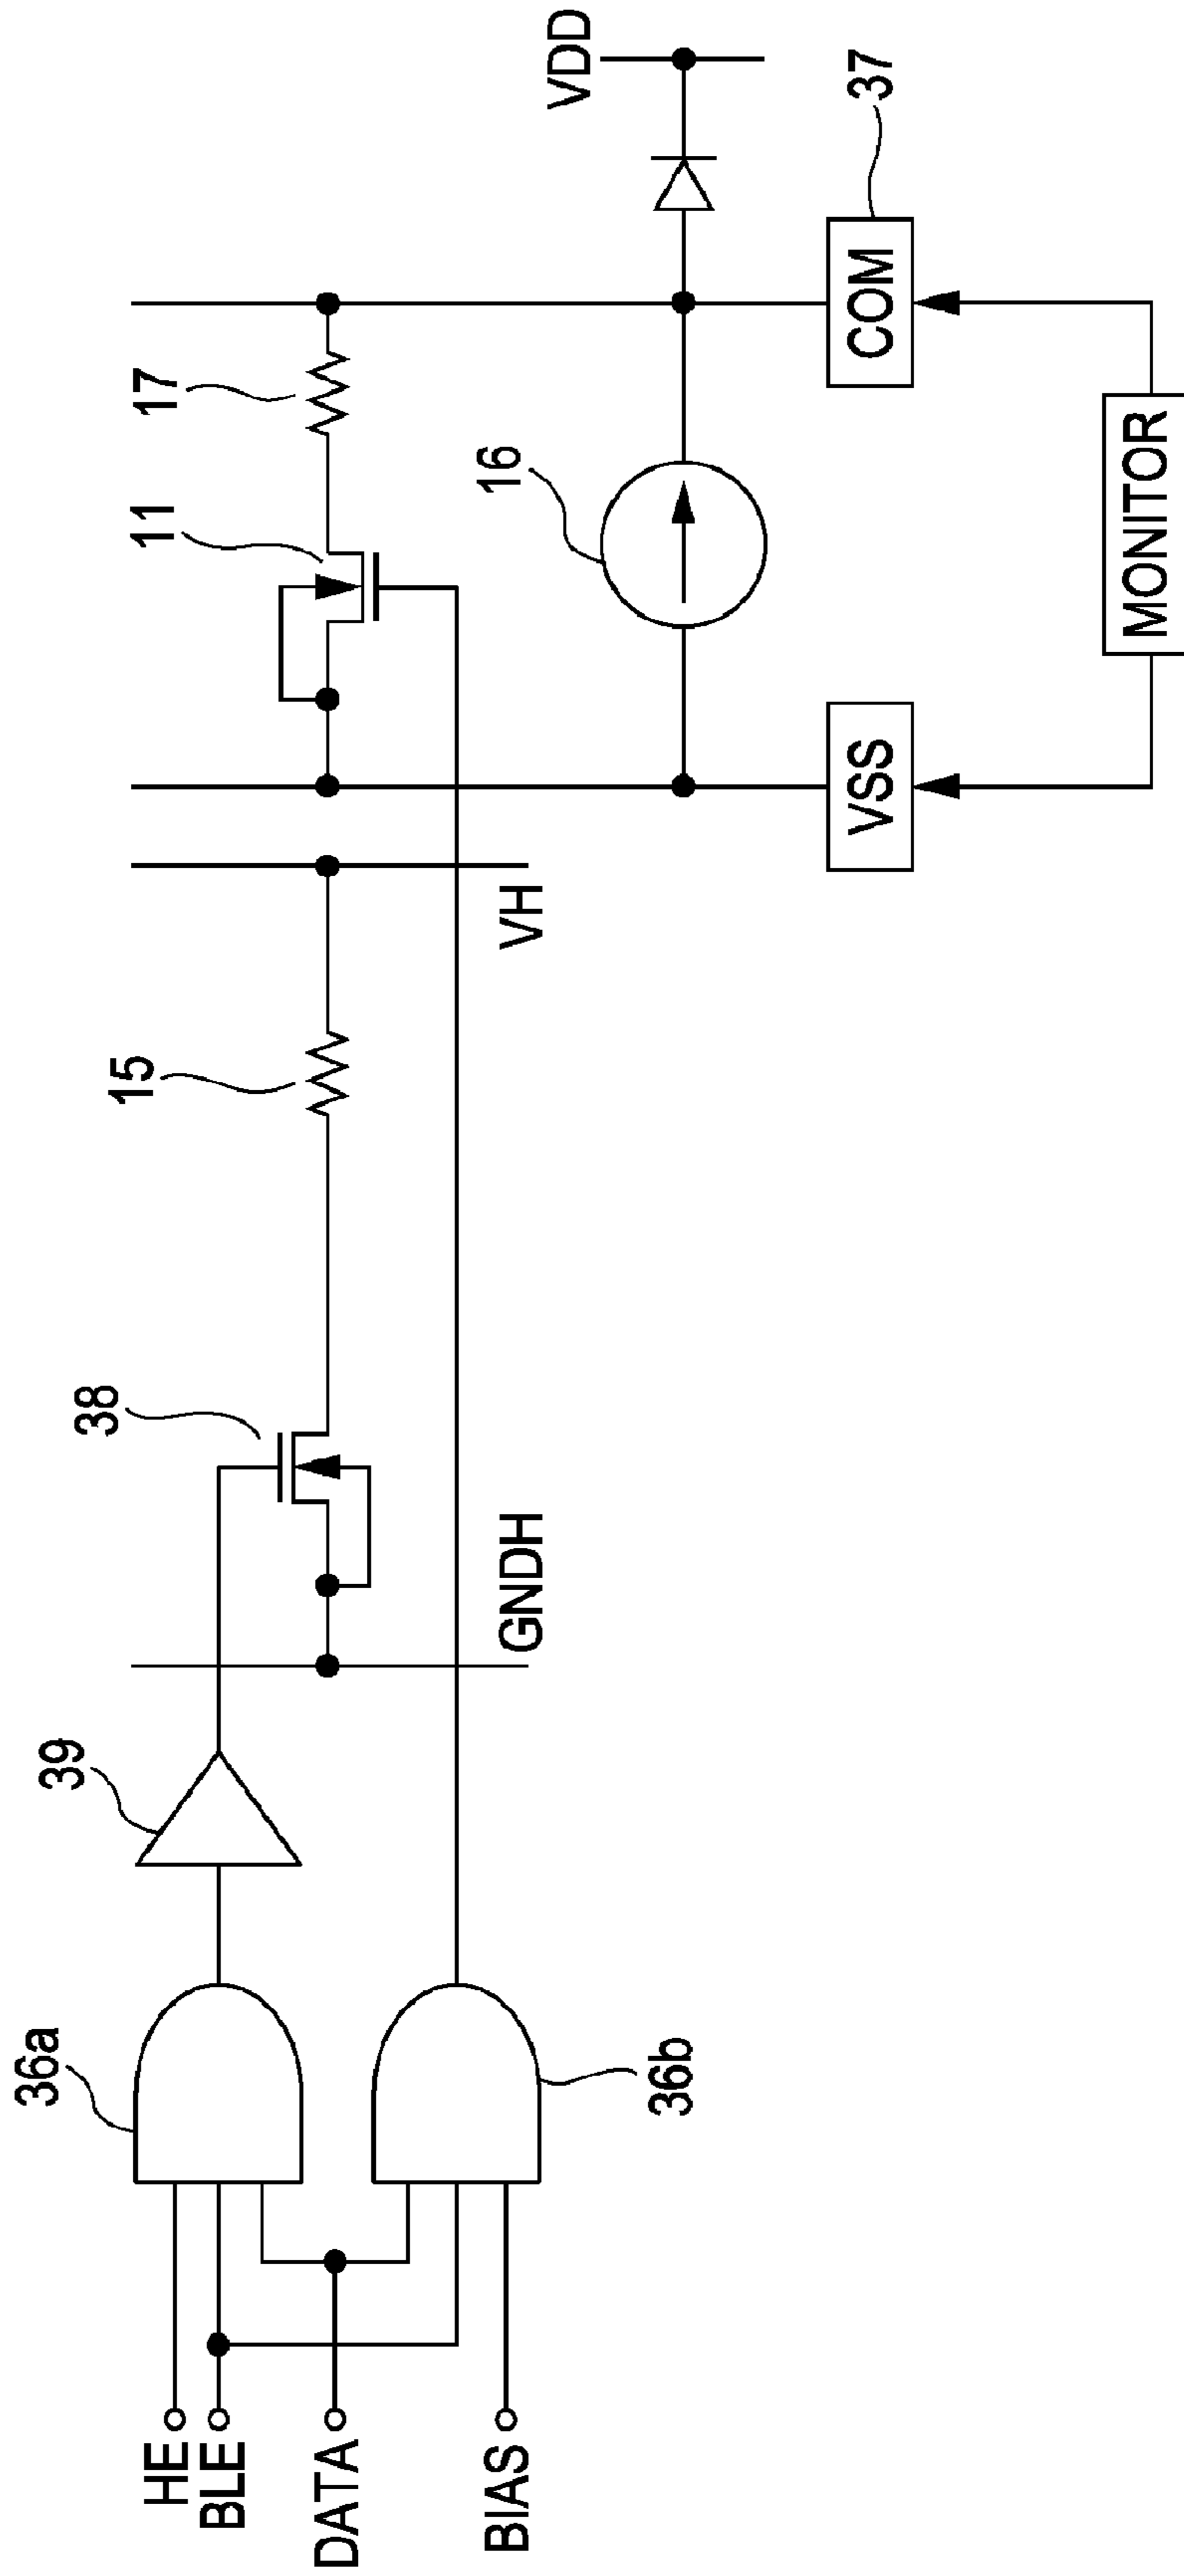 HE
BLE
DATA
BIAS
36a
36b
39
GNDH
38
15
VH
11
17
16
VSS
COM
37
VDD
MONITOR